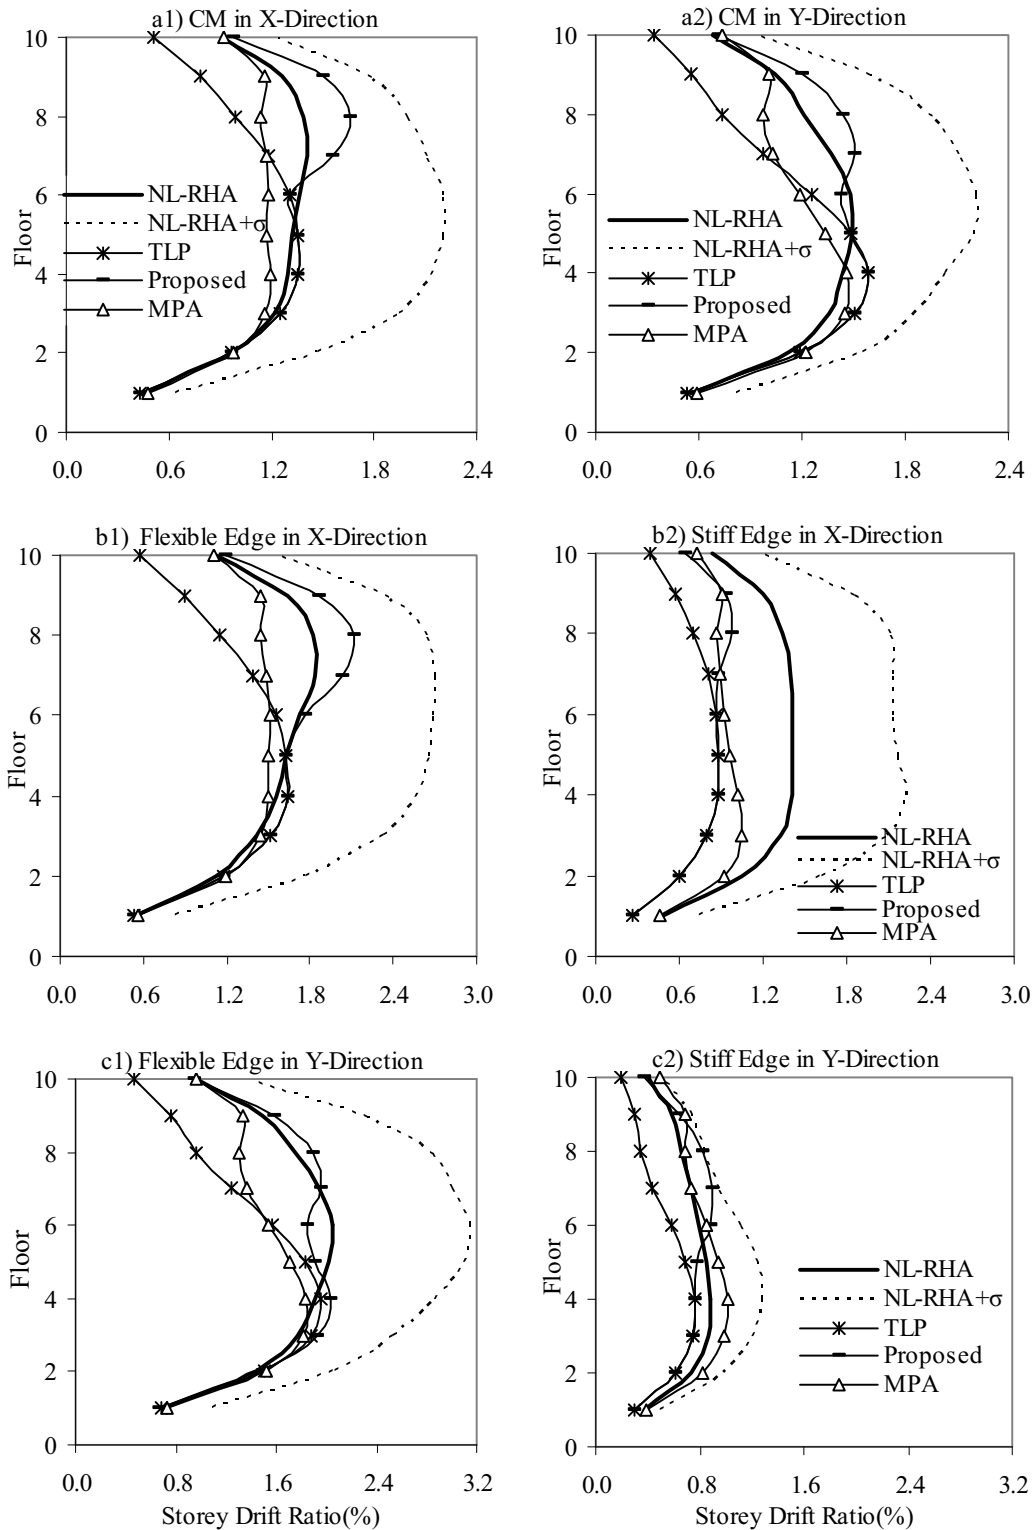 a1) CM in X-Direction
10
8
6
4
2
0
Floor
NL-RHA
NL-RHA+σ
TLP
Proposed
MPA
0.0 0.6 1.2 1.8 2.4
a2) CM in Y-Direction
10
8
6
4
2
0
Floor
NL-RHA
NL-RHA+σ
TLP
Proposed
MPA
0.0 0.6 1.2 1.8 2.4
b1) Flexible Edge in X-Direction
10
8
6
4
2
0
Floor
0.0 0.6 1.2 1.8 2.4 3.0
b2) Stiff Edge in X-Direction
10
8
6
4
2
0
Floor
NL-RHA
NL-RHA+σ
TLP
Proposed
MPA
0.0 0.6 1.2 1.8 2.4 3.0
c1) Flexible Edge in Y-Direction
10
8
6
4
2
0
Floor
0.0 0.8 1.6 2.4 3.2
Storey Drift Ratio(%)
c2) Stiff Edge in Y-Direction
10
8
6
4
2
0
Floor
NL-RHA
NL-RHA+σ
TLP
Proposed
MPA
0.0 0.8 1.6 2.4 3.2
Storey Drift Ratio(%)